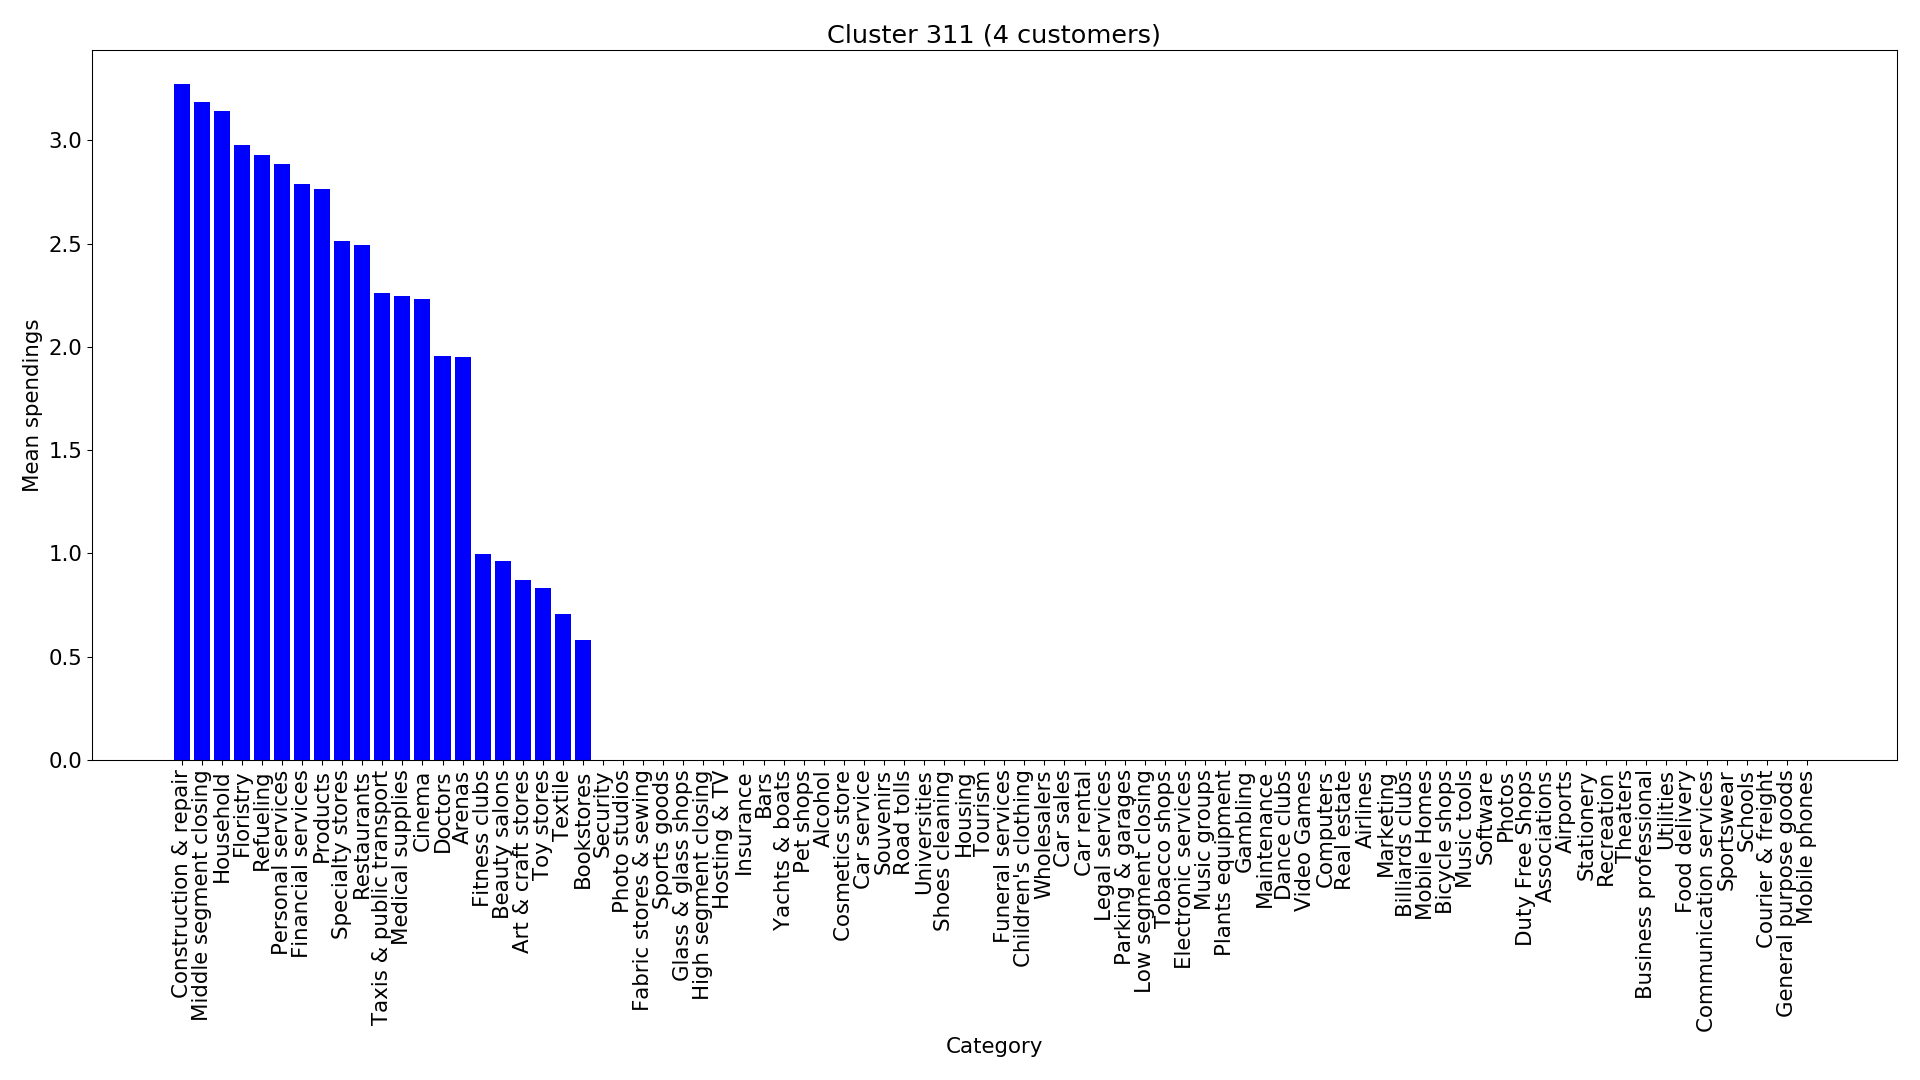 Cluster 311 (4 customers)
Mean spendings
3.0
2.5
2.0
1.5
1.0
0.5
0.0
Construction & repair
Middle segment closing
Household
Floristry
Refueling
Personal services
Financial services
Products
Specialty stores
Restaurants
Taxis & public transport
Medical supplies
Cinema
Doctors
Arenas
Fitness clubs
Beauty salons
Art & craft stores
Toy stores
Textile
Bookstores
Security
Photo studios
Fabric stores & sewing
Sports goods
Glass & glass shops
High segment closing
Hosting & TV
Insurance
Bars
Yachts & boats
Pet shops
Alcohol
Cosmetics store
Car service
Souvenirs
Road tolls
Universities
Shoes cleaning
Housing
Tourism
Funeral services
Children's clothing
Wholesalers
Car sales
Car rental
Legal services
Parking & garages
Low segment closing
Tobacco shops
Electronic services
Music groups
Plants equipment
Gambling
Maintenance
Dance clubs
Video Games
Computers
Real estate
Airlines
Marketing
Billiards clubs
Mobile Homes
Bicycle shops
Music tools
Software
Photos
Duty Free Shops
Associations
Airports
Stationery
Recreation
Theaters
Business professional
Utilities
Food delivery
Communication services
Sportswear
Schools
Courier & freight
General purpose goods
Mobile phones
Category